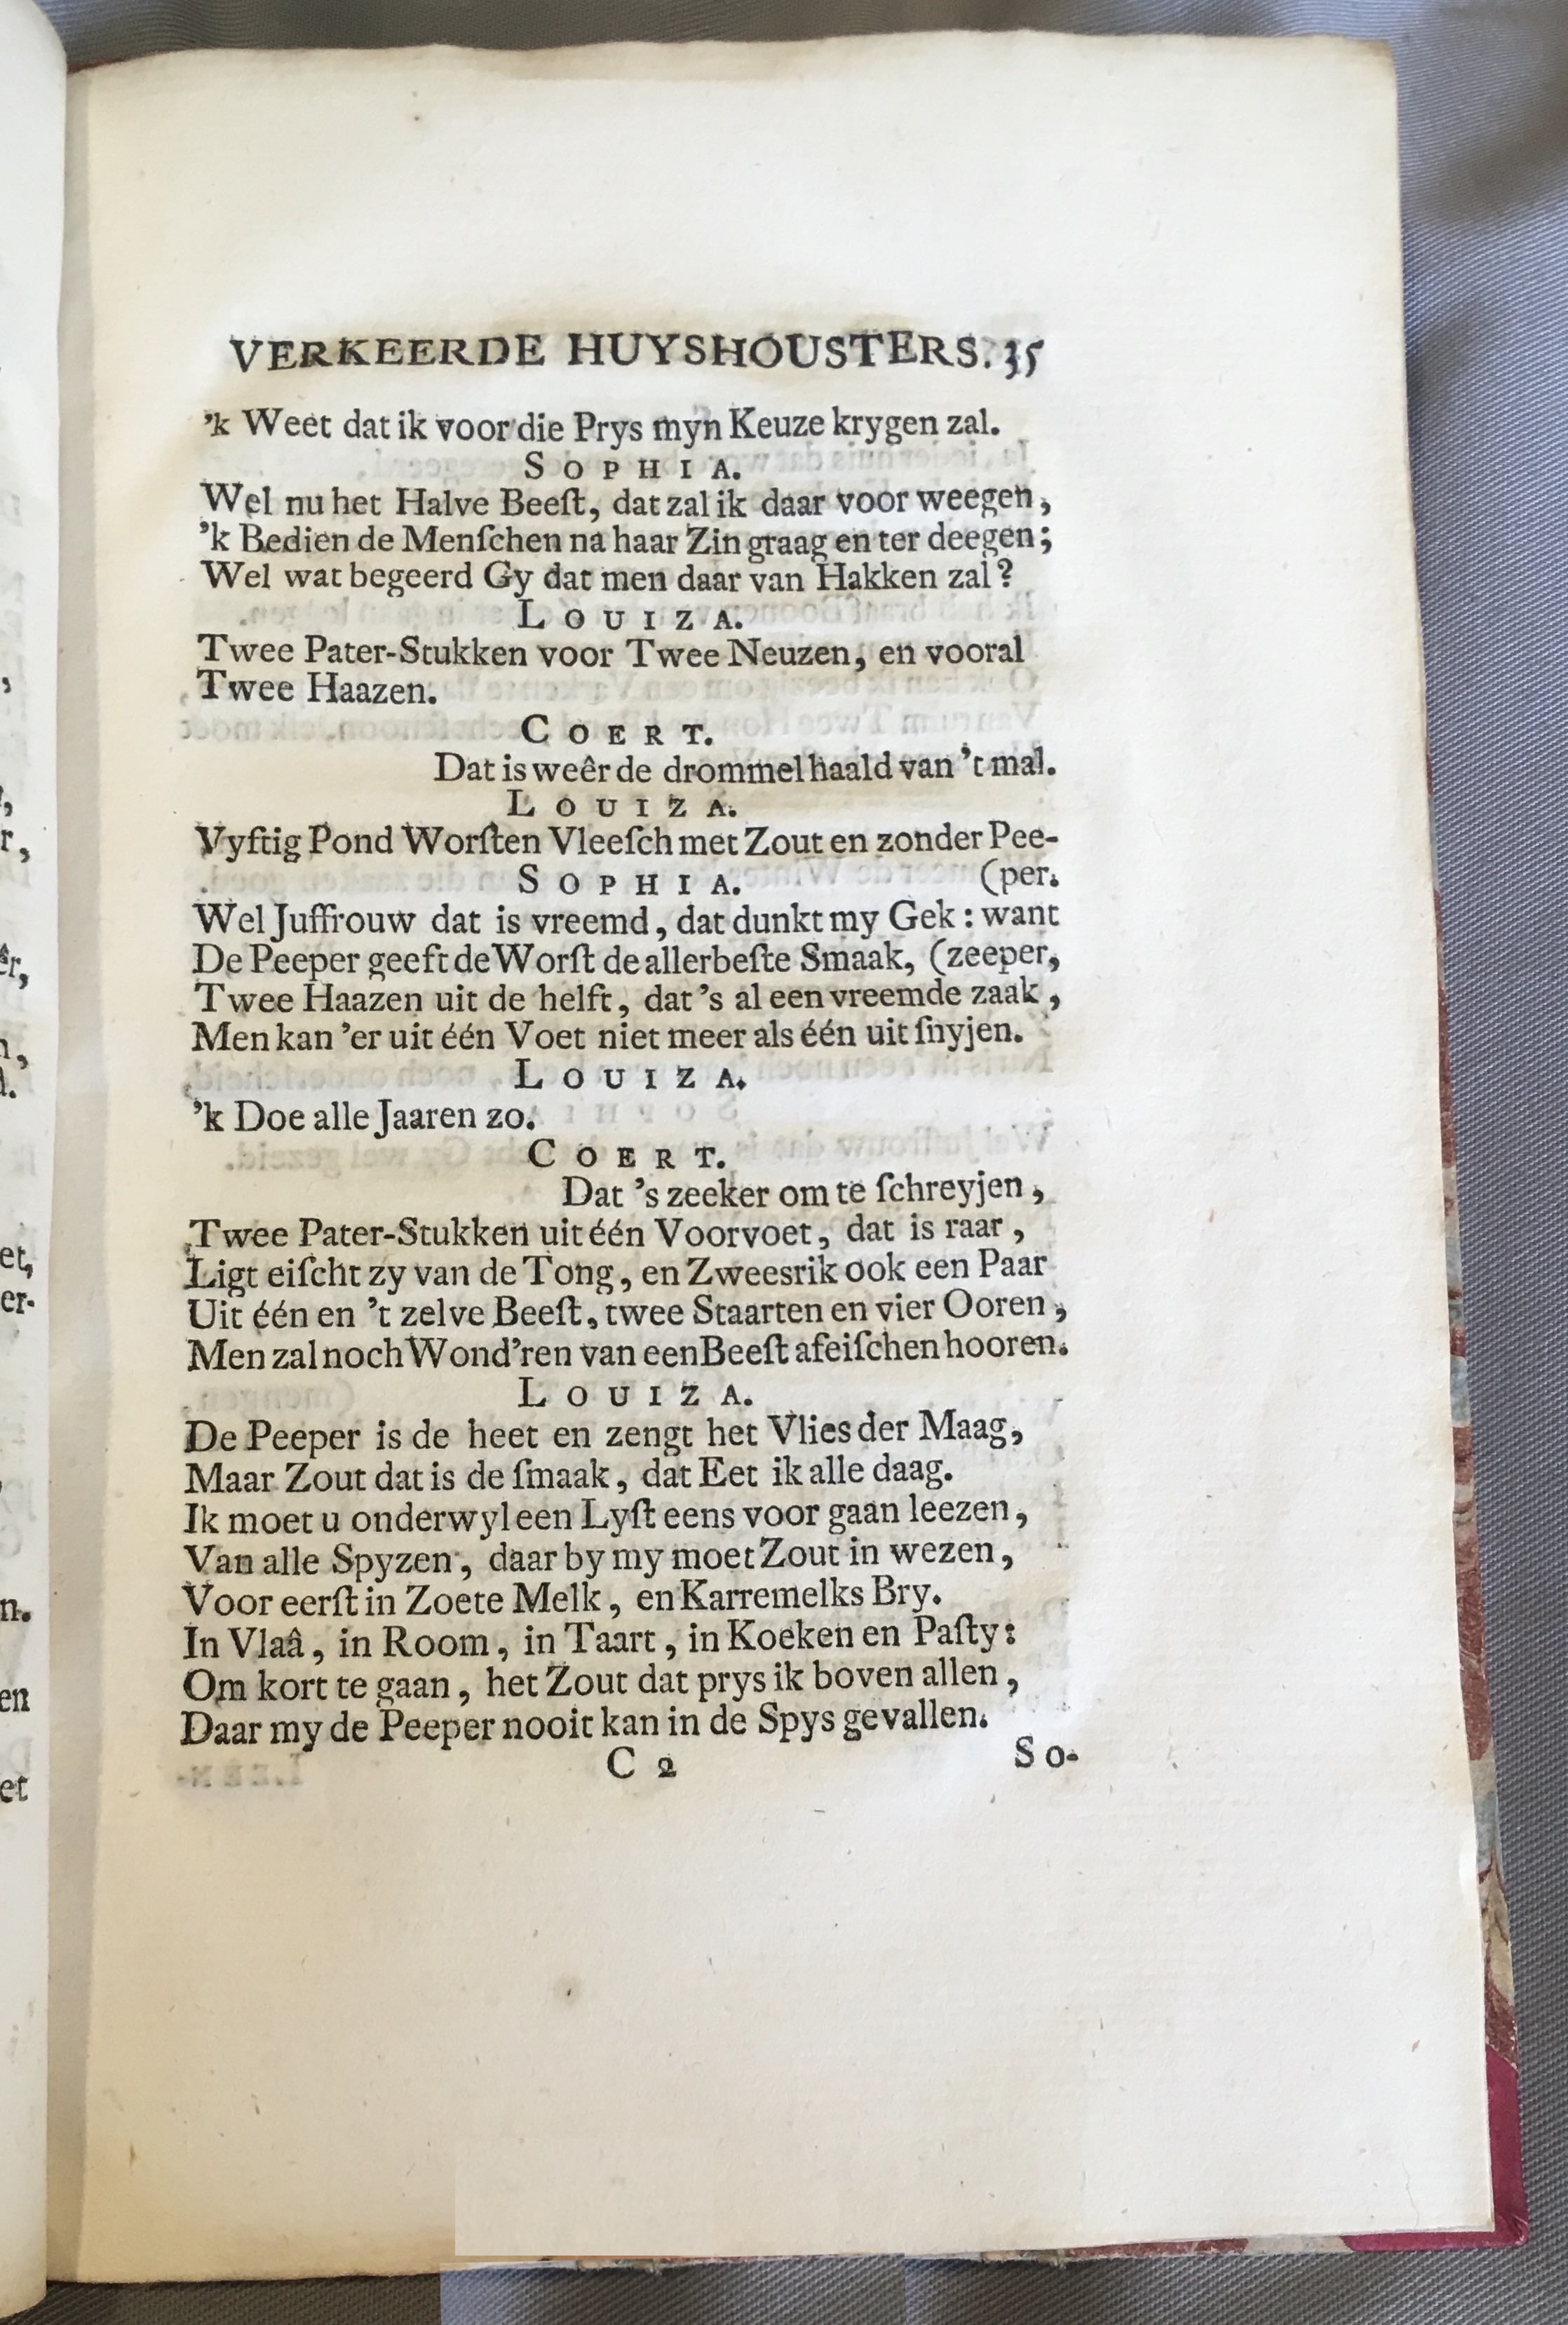 VERKEERDE HUYSHOUSTERS. 35
'k Weet dat ik voor die Prys myn Keuze krygen zal.
SOPHIA.
Wel nu het Halve Beeſt, dat zal ik daar voor weegen,
'k Bedien de Menſchen na haar Zin graag en ter deegen;
Wel wat begeerd Gy dat men daar van Hakken zal?
LOUIZA.
Twee Pater-Stukken voor Twee Neuzen, en vooral
Twee Haazen.
COERT.
Dat is weêr de drommel haald van 't mal.
LOUIZA.
Vyftig Pond Worſten Vleeſch met Zout en zonder Pee-
SOPHIA. (per.
Wel Juffrouw dat is vreemd, dat dunkt my Gek: want
De Peeper geeft de Worſt de allerbeſte Smaak, (zeeper,
Twee Haazen uit de helft, dat 's al een vreemde zaak,
Men kan 'er uit één Voet niet meer als één uit ſnyjen.
LOUIZA.
'k Doe alle Jaaren zo.
COERT.
Dat 's zeeker om te ſchreyjen,
Twee Pater-Stukken uit één Voorvoet, dat is raar,
Ligt eiſcht zy van de Tong, en Zweesrik ook een Paar
Uit één en 't zelve Beeſt, twee Staarten en vier Ooren,
Men zal noch Wond'ren van een Beeſt afeiſchen hooren.
LOUIZA.
De Peeper is de heet en zengt het Vlies der Maag,
Maar Zout dat is de ſmaak, dat Eet ik alle daag.
Ik moet u onderwyl een Lyſt eens voor gaan leezen,
Van alle Spyzen, daar by my moet Zout in wezen,
Voor eerſt in Zoete Melk, en Karremelks Bry.
In Vlaâ, in Room, in Taart, in Koeken en Paſty:
Om kort te gaan, het Zout dat prys ik boven allen,
Daar my de Peeper nooit kan in de Spys gevallen.
C 2 So-